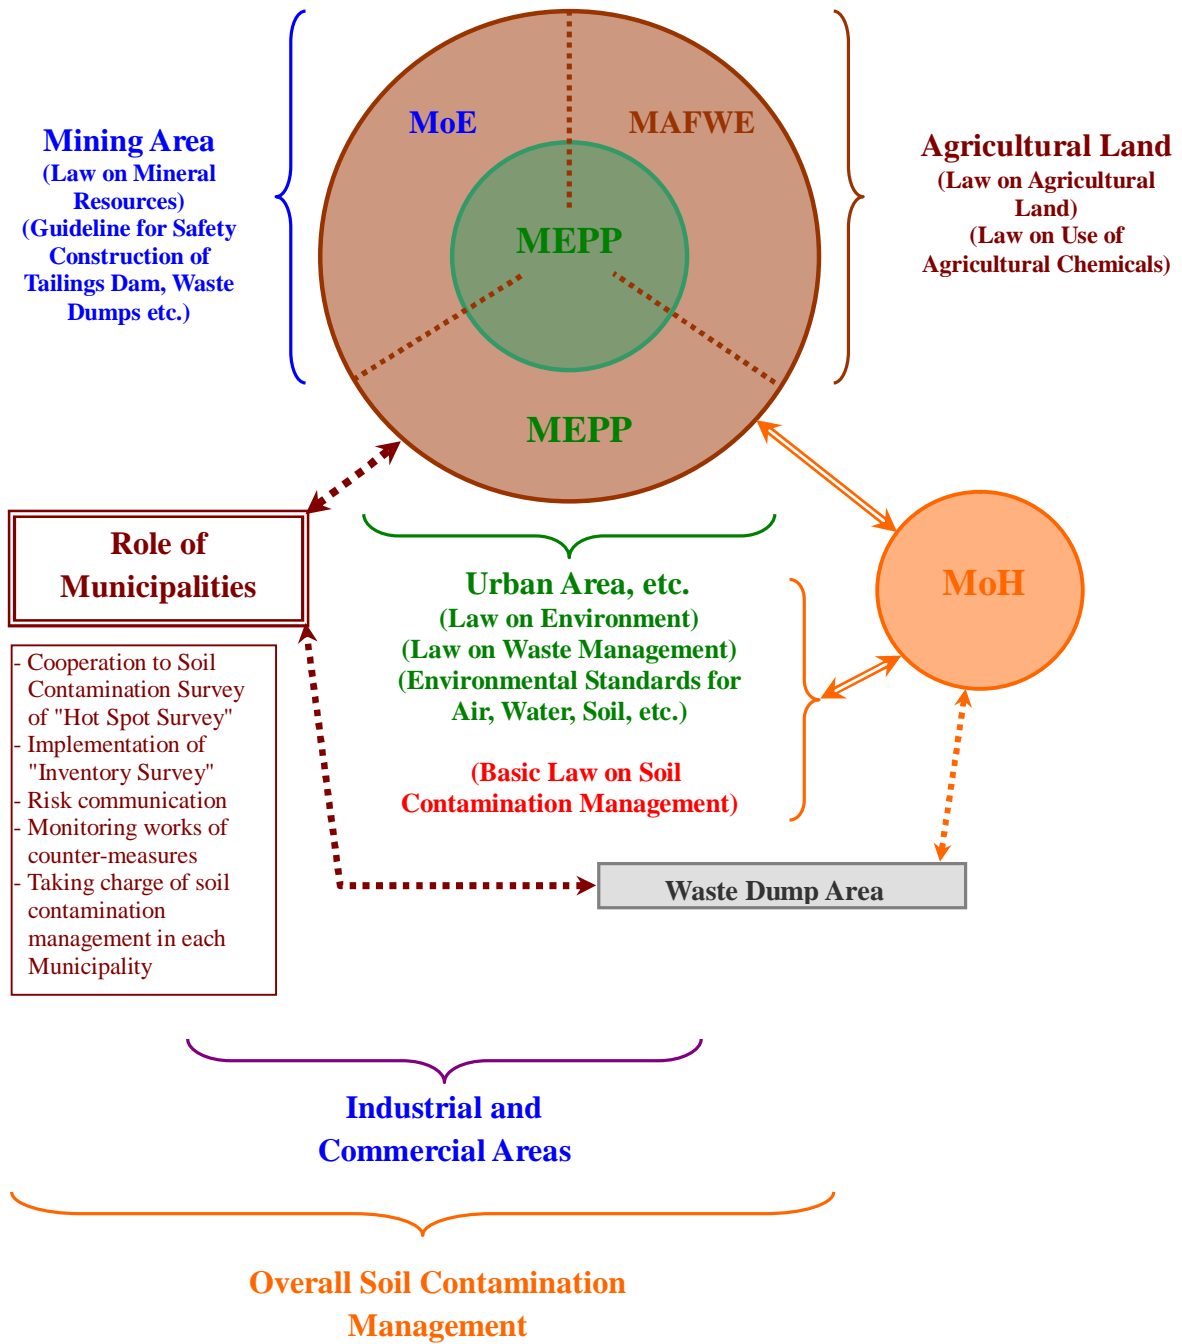 MoE
MAFWE
MEPP
MEPP
Mining Area
(Law on Mineral
Resources)
(Guideline for Safety
Construction of
Tailings Dam, Waste
Dumps etc.)
Agricultural Land
(Law on Agricultural
Land)
(Law on Use of
Agricultural Chemicals)
Role of
Municipalities
- Cooperation to Soil
Contamination Survey
of "Hot Spot Survey"
- Implementation of
"Inventory Survey"
- Risk communication
- Monitoring works of
counter-measures
- Taking charge of soil
contamination
management in each
Municipality
Urban Area, etc.
(Law on Environment)
(Law on Waste Management)
(Environmental Standards for
Air, Water, Soil, etc.)
(Basic Law on Soil
Contamination Management)
MoH
Waste Dump Area
Industrial and
Commercial Areas
Overall Soil Contamination
Management